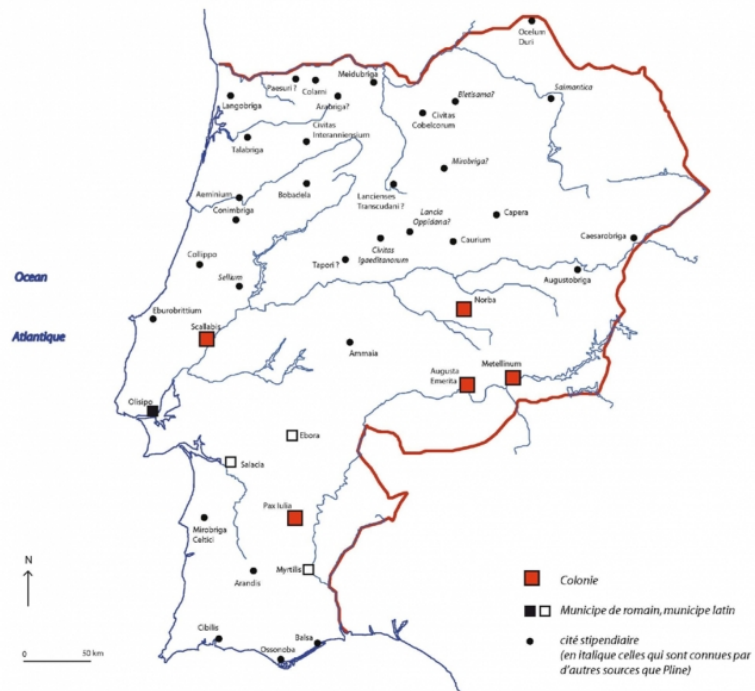 Ocelum
Duri
Paesuri ?
Colarni
Meidubriga
Langobriga
Arabriga?
Bletisama?
Salmantica
Civitas
Cobelcorum
Talabriga
Civitas
Interanniensium
Mirobriga?
Aeminium
Bobadela
Lancienses
Transcudani ?
Conimbriga
Lancia
Oppidana?
Capera
Caesarobriga
Collippo
Civitas
Igaeditanorum
Caurium
Sellium
Tapori ?
Augustobriga
Ocean
Atlantique
Eburobrittium
Norba
Scallabis
Ammaia
Augusta
Emerita
Metellinum
Olisipo
Ebora
Salacia
Pax Iulia
Mirobriga
Celtici
Arandis
Myrtilis
Cibilis
Balsa
Ossonoba
N
0
50 km
Colonie
Municipe de romain, municipe latin
cité stipendiaire
(en italique celles qui sont connues par
d'autres sources que Pline)